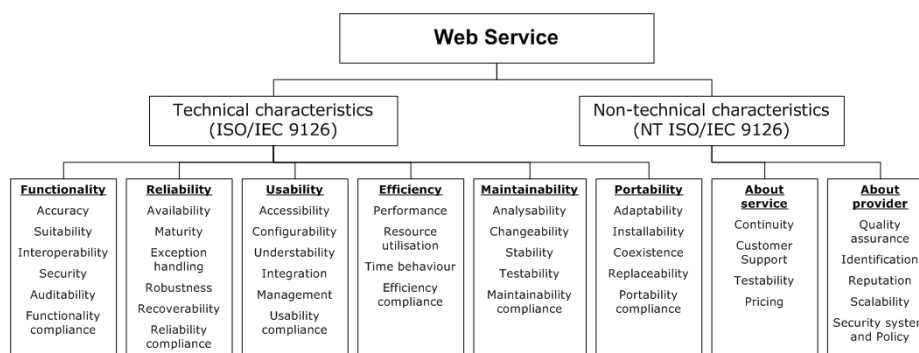 Web Service
Technical characteristics
(ISO/IEC 9126)
Non-technical characteristics
(NT ISO/IEC 9126)
Functionality
Accuracy
Suitability
Interoperability
Security
Auditability
Functionality
compliance
Reliability
Availability
Maturity
Exception
handling
Robustness
Recoverability
Reliability
compliance
Usability
Accessibility
Configurability
Understability
Integration
Management
Usability
compliance
Efficiency
Performance
Resource
utilisation
Time behaviour
Efficiency
compliance
Maintainability
Analysability
Changeability
Stability
Testability
Maintainability
compliance
Portability
Adaptability
Installability
Coexistence
Replaceability
Portability
compliance
About
service
Continuity
Customer
Support
Testability
Pricing
About
provider
Quality
assurance
Identification
Reputation
Scalability
Security system
and Policy